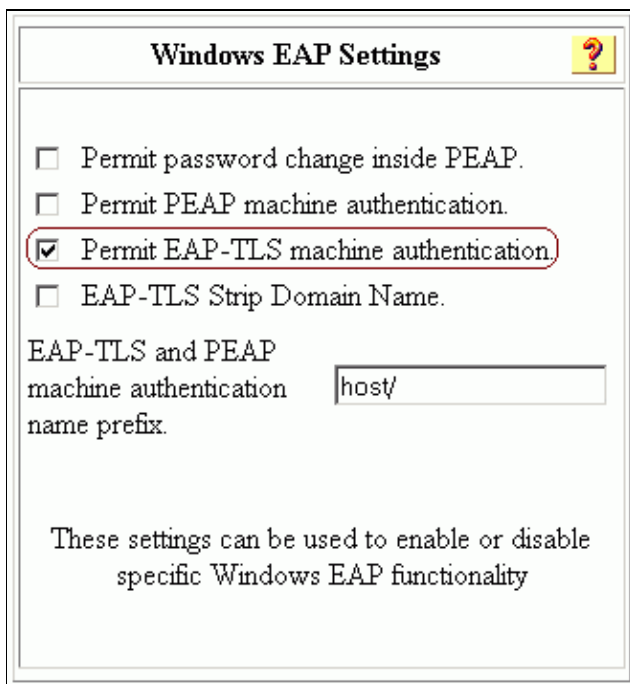 Windows EAP Settings
?
Permit password change inside PEAP.
Permit PEAP machine authentication.
Permit EAP-TLS machine authentication.
EAP-TLS Strip Domain Name.
EAP-TLS and PEAP
machine authentication
name prefix.
host/
These settings can be used to enable or disable
specific Windows EAP functionality